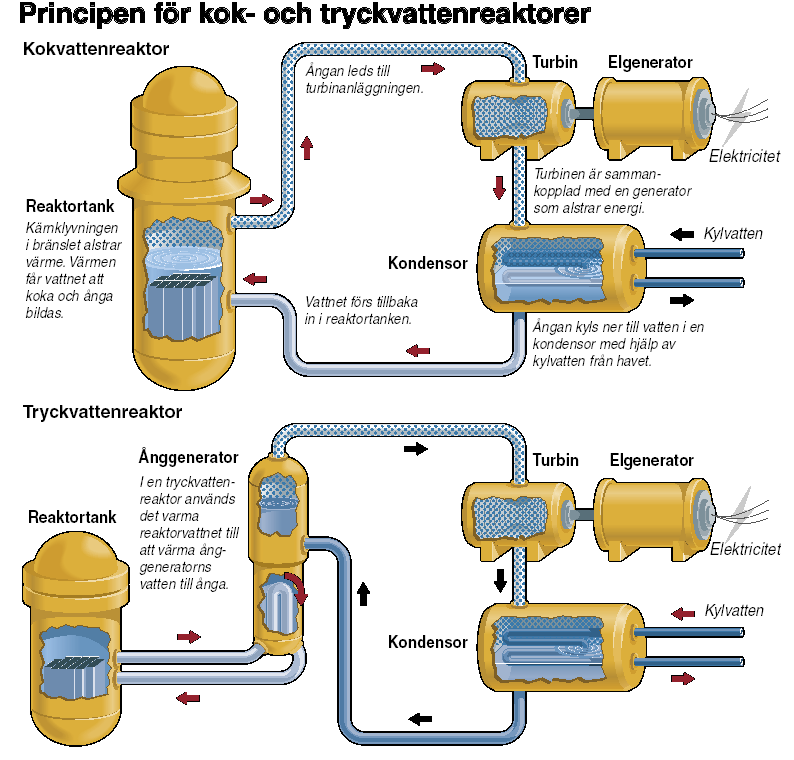 Principen för kok- och tryckvattenreaktorer
Kokvattenreaktor
Ångan leds till
turbinanläggningen.
Turbin
Elgenerator
Elektricitet
Turbinen är samman-
kopplad med en generator
som alstrar energi.
Reaktortank
Kärnklyvningen
i bränslet alstrar
värme. Värmen
får vattnet att
koka och ånga
bildas.
Kondensor
Kylvatten
Vattnet förs tillbaka
in i reaktortanken.
Ångan kyls ner till vatten i en
kondensor med hjälp av
kylvatten från havet.
Tryckvattenreaktor
Ånggenerator
I en tryckvatten-
reaktor används
det varma
reaktorvattnet till
att värma ång-
generatorns
vatten till ånga.
Turbin
Elgenerator
Elektricitet
Reaktortank
Kondensor
Kylvatten